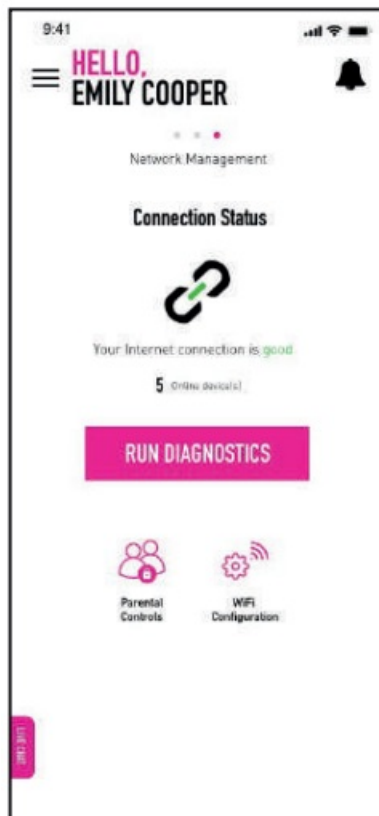 9:41
HELLO,
EMILY COOPER
Network Management
Connection Status
Your Internet connection is good
5 Online device(s)
RUN DIAGNOSTICS
Parental
Controls
WiFi
Configuration
LIVE CHAT